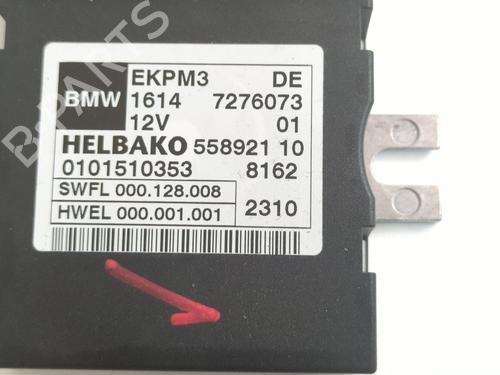 B-PARTS
EKPM3 DE
BMW 1614 7276073
12V 01
HELBAKO 558921 10
0101510353 8162
SWFL 000.128.008
HWEL 000.001.001 2310